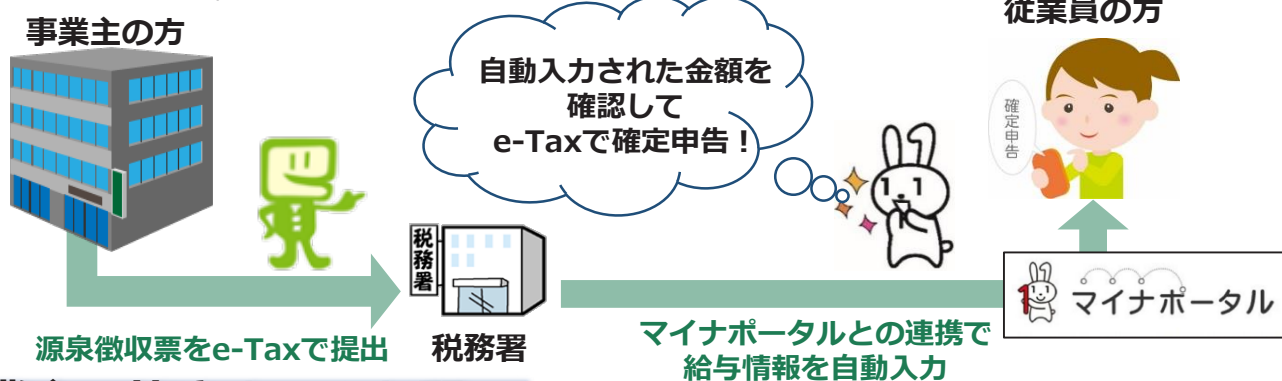 事業主の方
従業員の方
自動入力された金額を
確認して
e-Taxで確定申告！
確定申告
税務署
マイナポータル
源泉徴収票をe-Taxで提出
税務署
マイナポータルとの連携で
給与情報を自動入力